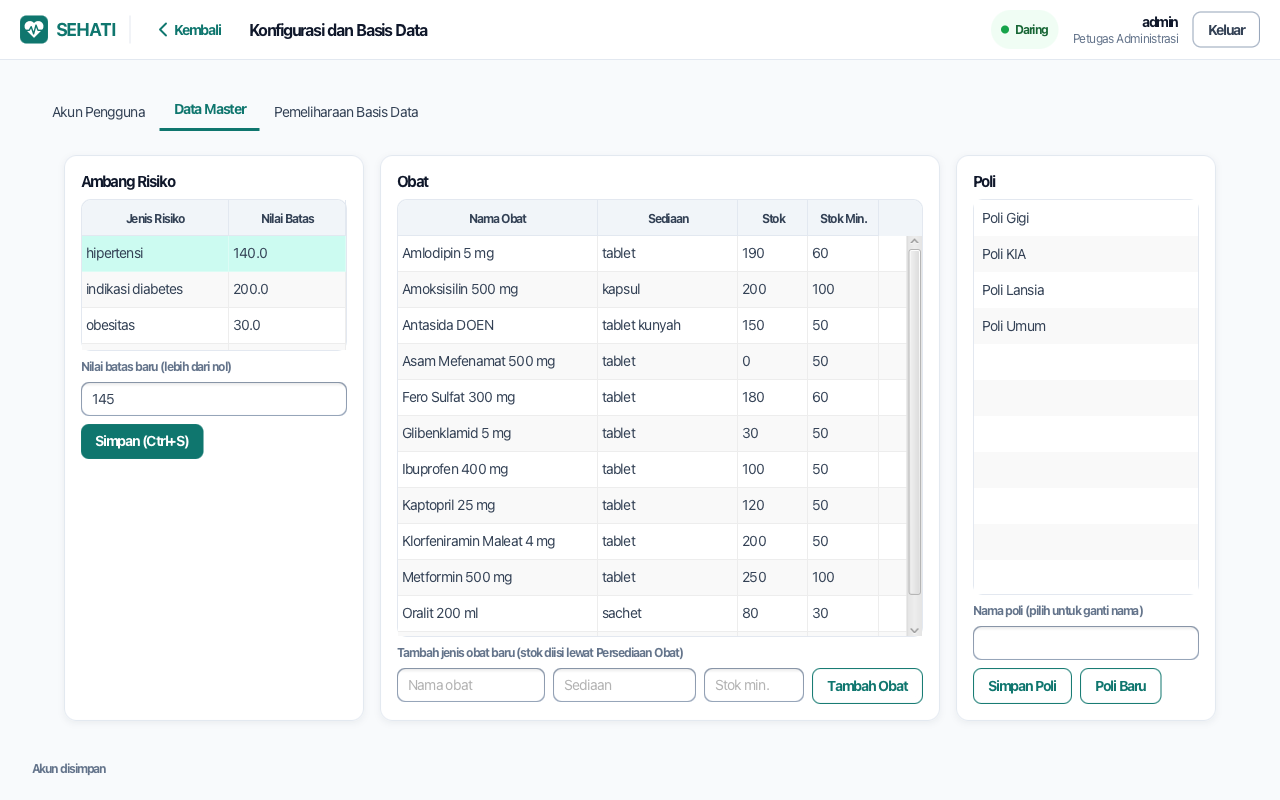 SEHATI
Kembali
Konfigurasi dan Basis Data
Daring
admin
Petugas Administrasi
Keluar
Akun Pengguna
Data Master
Pemeliharaan Basis Data
Ambang Risiko
Jenis Risiko Nilai Batas
hipertensi 140.0
indikasi diabetes 200.0
obesitas 30.0
Nilai batas baru (lebih dari nol)
145
Simpan (Ctrl+S)
Obat
Nama Obat Sediaan Stok Stok Min.
Amlodipin 5 mg tablet 190 60
Amoksisilin 500 mg kapsul 200 100
Antasida DOEN tablet kunyah 150 50
Asam Mefenamat 500 mg tablet 0 50
Fero Sulfat 300 mg tablet 180 60
Glibenklamid 5 mg tablet 30 50
Ibuprofen 400 mg tablet 100 50
Kaptopril 25 mg tablet 120 50
Klorfeniramin Maleat 4 mg tablet 200 50
Metformin 500 mg tablet 250 100
Oralit 200 ml sachet 80 30
Tambah jenis obat baru (stok diisi lewat Persediaan Obat)
Nama obat Sediaan Stok min. Tambah Obat
Poli
Poli Gigi
Poli KIA
Poli Lansia
Poli Umum
Nama poli (pilih untuk ganti nama)
Simpan Poli Poli Baru
Akun disimpan